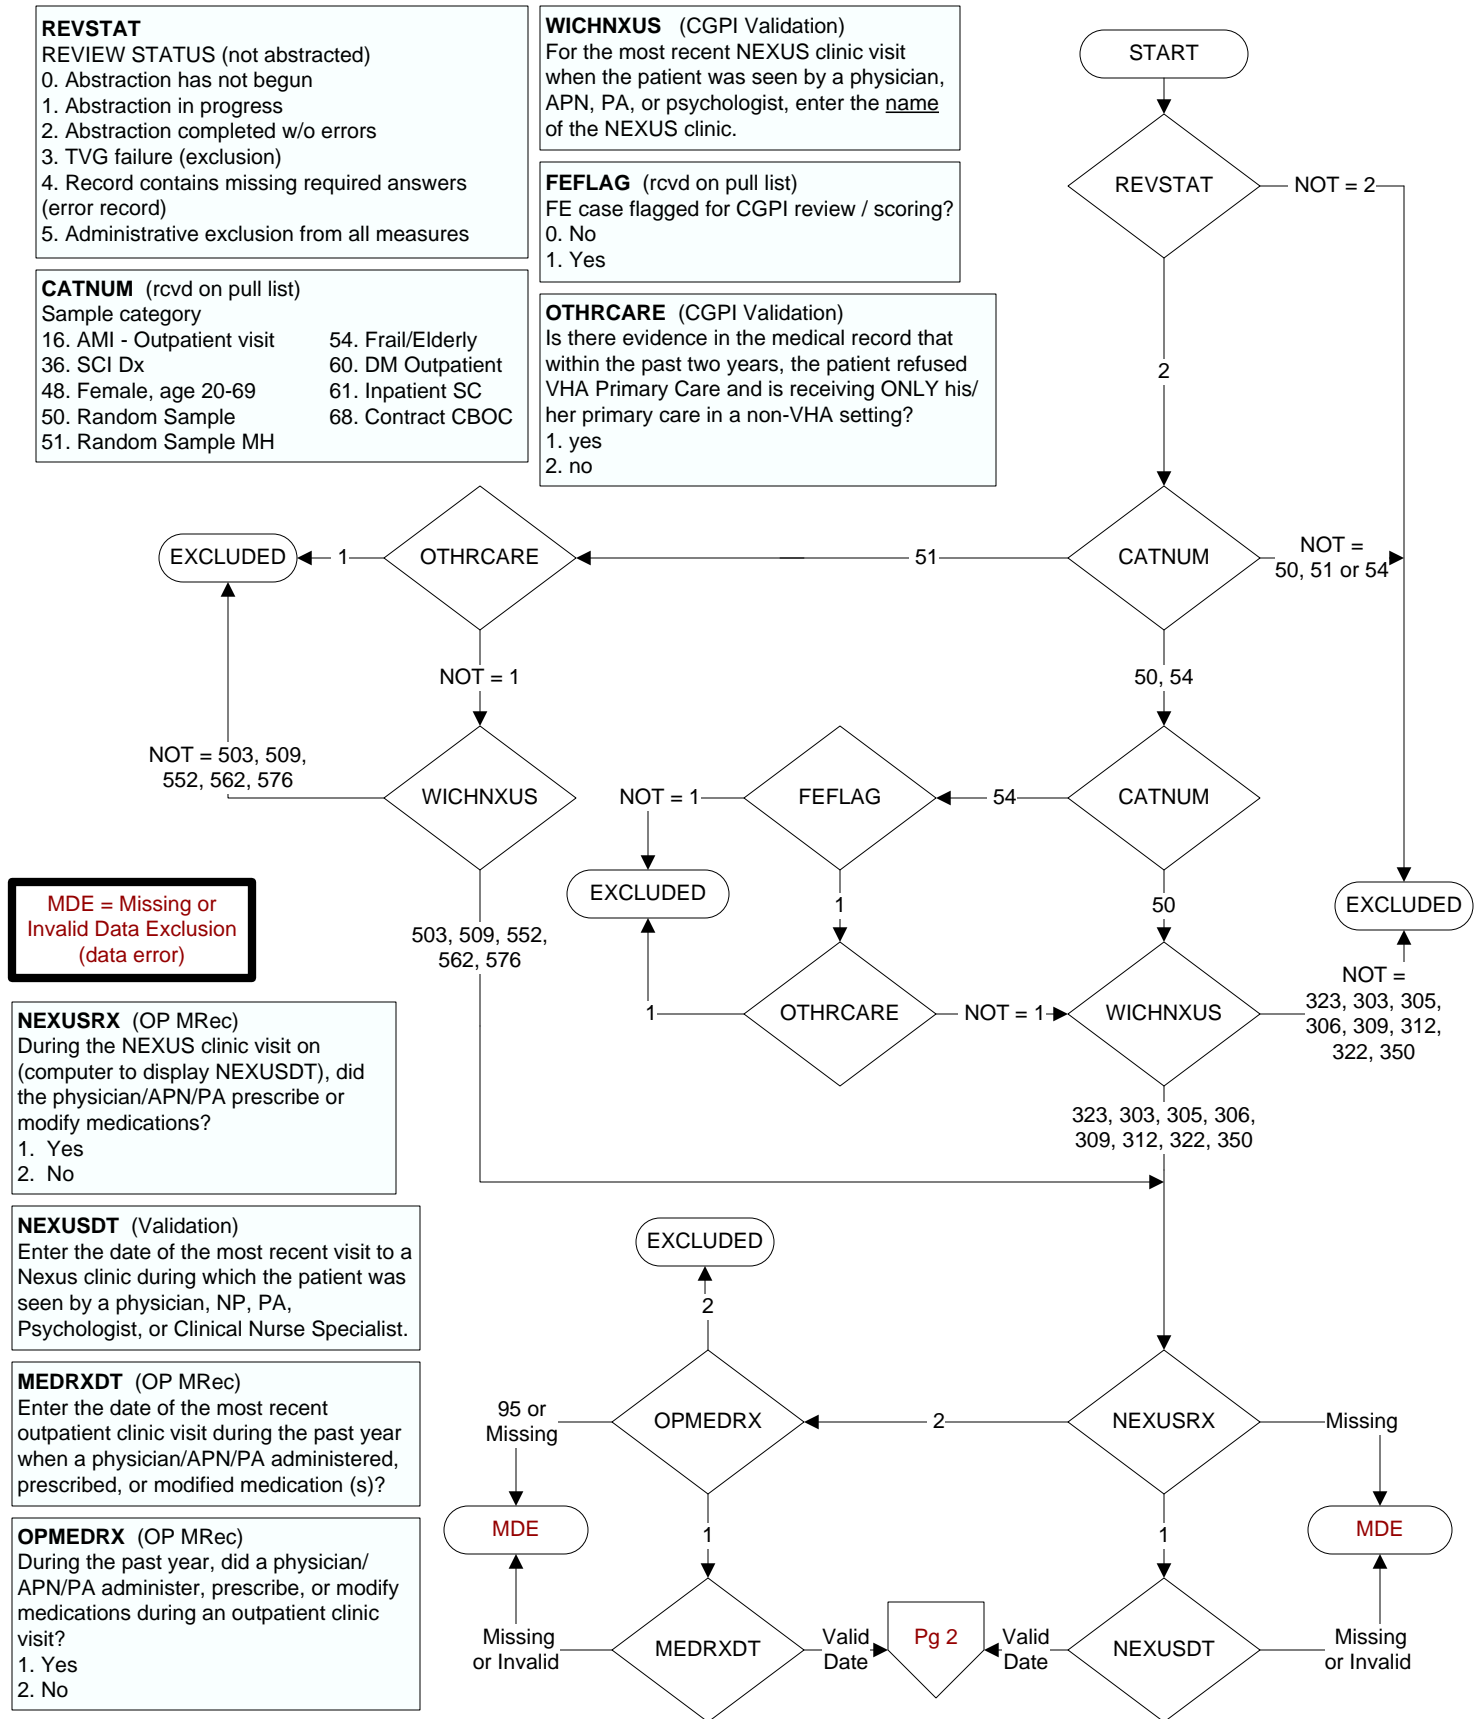 REVSTAT
REVIEW STATUS (not abstracted)
0. Abstraction has not begun
1. Abstraction in progress
2. Abstraction completed w/o errors
3. TVG failure (exclusion)
4. Record contains missing required answers
(error record)
5. Administrative exclusion from all measures
WICHNXUS (CGPI Validation)
For the most recent NEXUS clinic visit
when the patient was seen by a physician,
APN, PA, or psychologist, enter the name
of the NEXUS clinic.
FEFLAG (rcvd on pull list)
FE case flagged for CGPI review / scoring?
0. No
1. Yes
CATNUM (rcvd on pull list)
Sample category
16. AMI - Outpatient visit
36. SCI Dx
48. Female, age 20-69
50. Random Sample
51. Random Sample MH
54. Frail/Elderly
60. DM Outpatient
61. Inpatient SC
68. Contract CBOC
OTHRCARE (CGPI Validation)
Is there evidence in the medical record that
within the past two years, the patient refused
VHA Primary Care and is receiving ONLY his/
her primary care in a non-VHA setting?
1. yes
2. no
START
REVSTAT
NOT = 2
2
EXCLUDED
1
OTHRCARE
51
CATNUM
NOT =
50, 51 or 54
NOT = 1
50, 54
NOT = 503, 509,
552, 562, 576
WICHNXUS
NOT = 1
FEFLAG
54
CATNUM
EXCLUDED
1
50
EXCLUDED
MDE = Missing or
Invalid Data Exclusion
(data error)
503, 509, 552,
562, 576
1
OTHRCARE
NOT = 1
WICHNXUS
NOT =
323, 303, 305,
306, 309, 312,
322, 350
323, 303, 305, 306,
309, 312, 322, 350
NEXUSRX (OP MRec)
During the NEXUS clinic visit on
(computer to display NEXUSDT), did
the physician/APN/PA prescribe or
modify medications?
1. Yes
2. No
NEXUSDT (Validation)
Enter the date of the most recent visit to a
Nexus clinic during which the patient was
seen by a physician, NP, PA,
Psychologist, or Clinical Nurse Specialist.
MEDRXDT (OP MRec)
Enter the date of the most recent
outpatient clinic visit during the past year
when a physician/APN/PA administered,
prescribed, or modified medication (s)?
OPMEDRX (OP MRec)
During the past year, did a physician/
APN/PA administer, prescribe, or modify
medications during an outpatient clinic
visit?
1. Yes
2. No
EXCLUDED
2
95 or
Missing
OPMEDRX
2
NEXUSRX
Missing
MDE
1
1
MDE
Missing
or Invalid
MEDRXDT
Valid
Date
Pg 2
Valid
Date
NEXUSDT
Missing
or Invalid